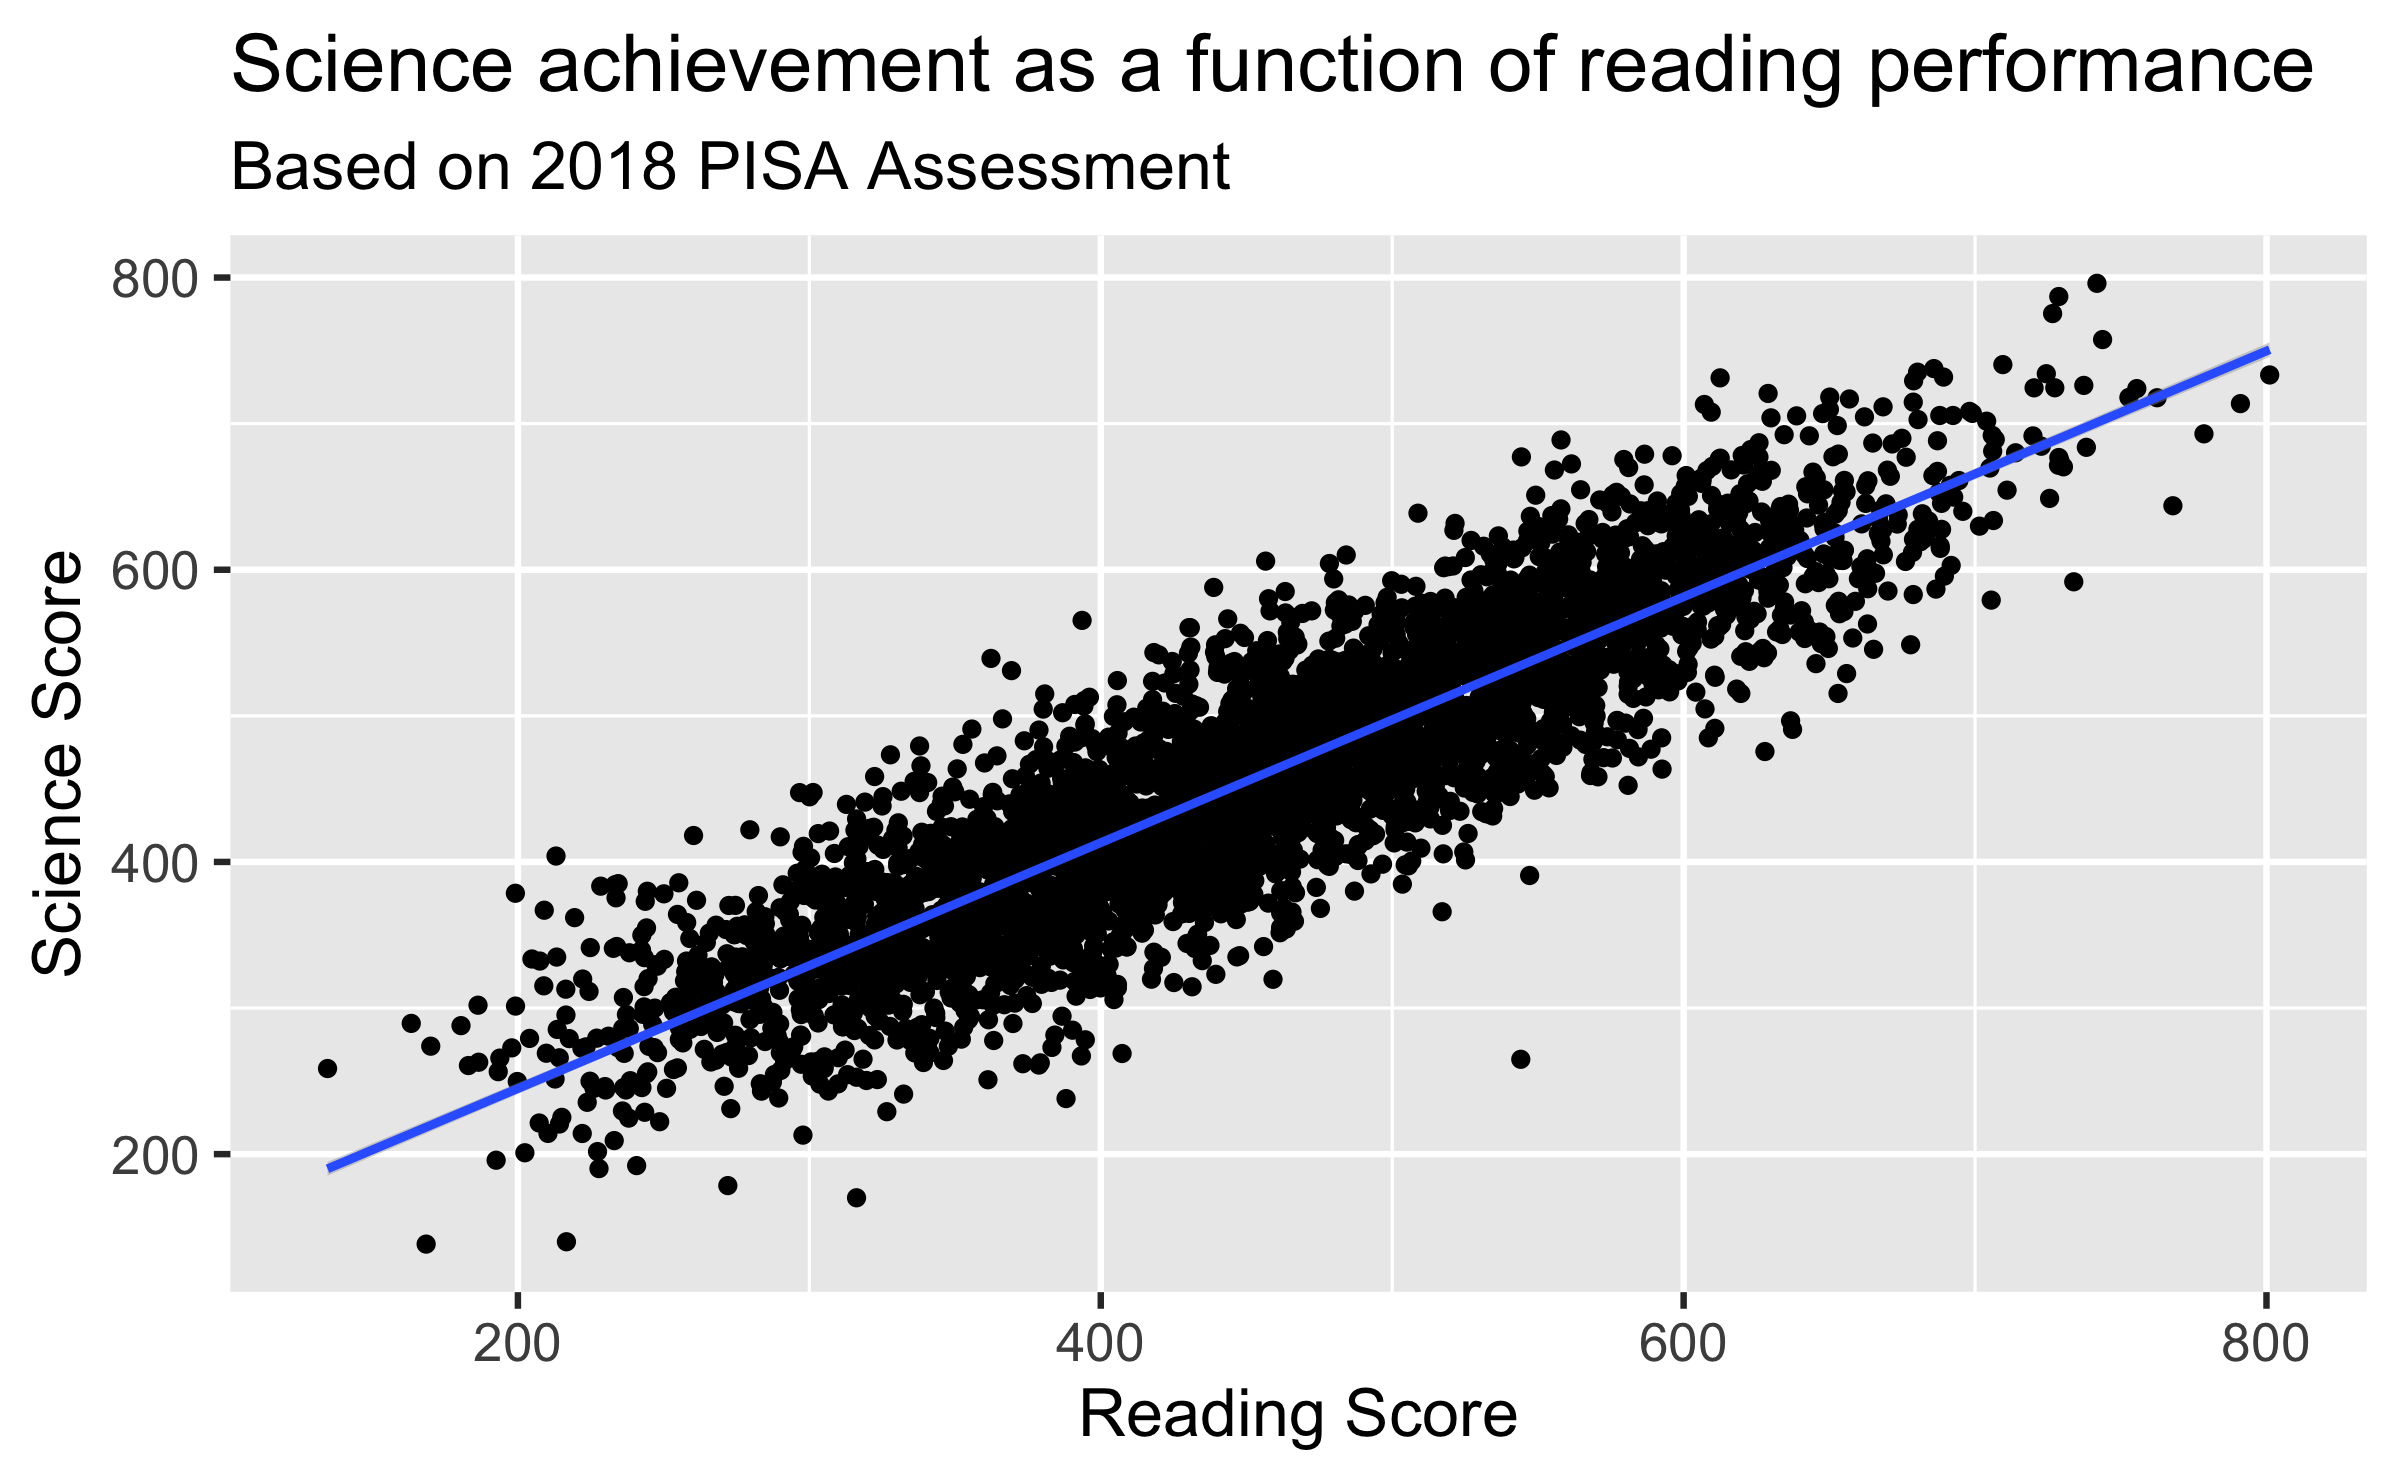 Science achievement as a function of reading performance
Based on 2018 PISA Assessment
800
600
400
200
Science Score
200 400 600 800
Reading Score